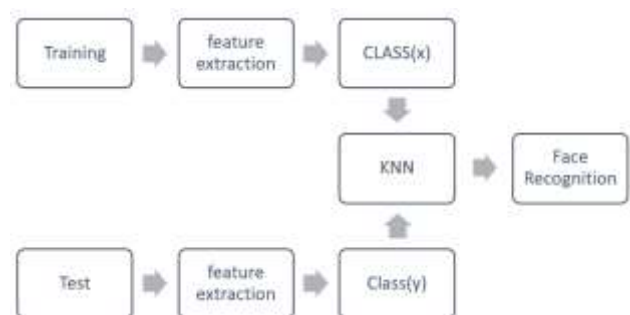 Training
feature
extraction
CLASS(x)
KNN
Face
Recognition
Test
feature
extraction
Class(y)